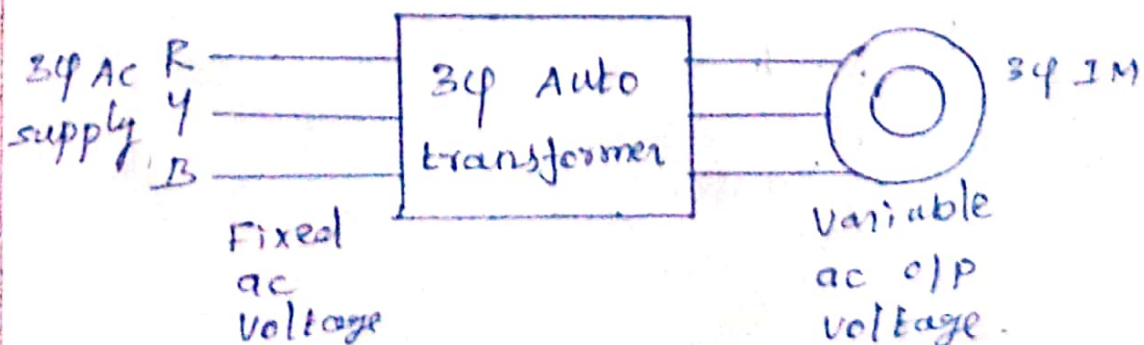 3φ AC R
supply Y
B
3φ Auto
transformer
3φ IM
Fixed
ac
voltage
Variable
ac o/p
voltage.